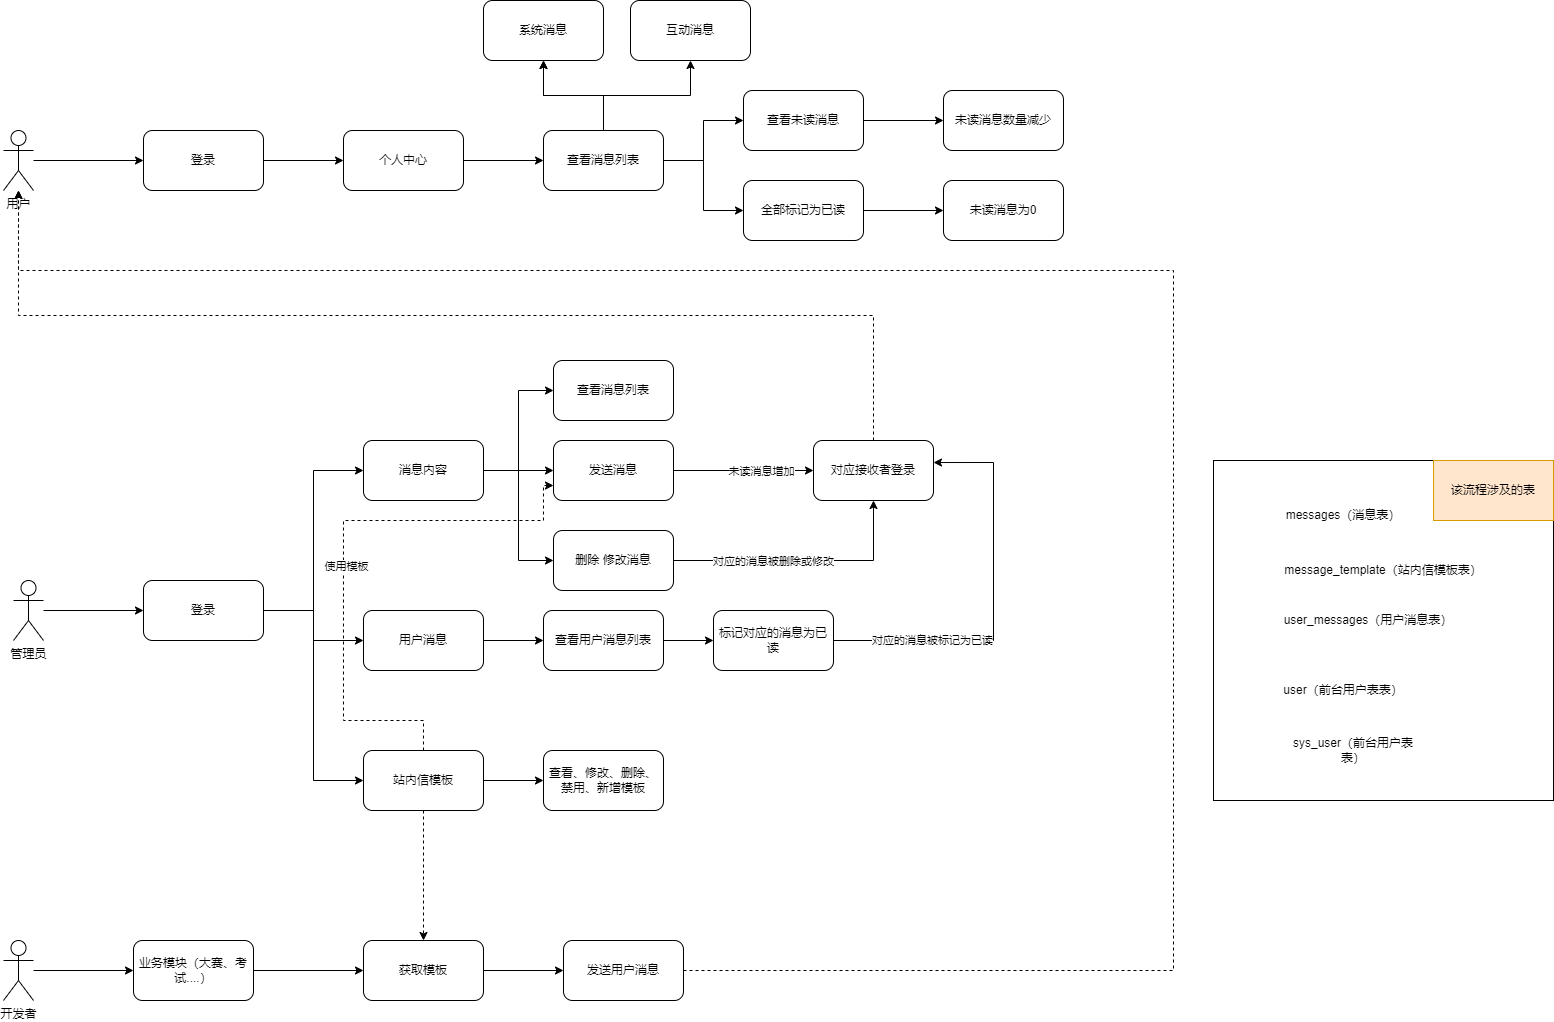 系统消息
互动消息
查看未读消息
未读消息数量减少
登录
个人中心
查看消息列表
用户
全部标记为已读
未读消息为0
查看消息列表
消息内容
发送消息
未读消息增加
对应接收者登录
该流程涉及的表
messages（消息表）
使用模板
删除 修改消息
对应的消息被删除或修改
message_template（站内信模板表）
登录
管理员
用户消息
查看用户消息列表
标记对应的消息为已
读
对应的消息被标记为已读
user_messages（用户消息表）
user（前台用户表表）
sys_user（前台用户表
表）
站内信模板
查看、修改、删除、
禁用、新增模板
开发者
业务模块（大赛、考
试....）
获取模板
发送用户消息